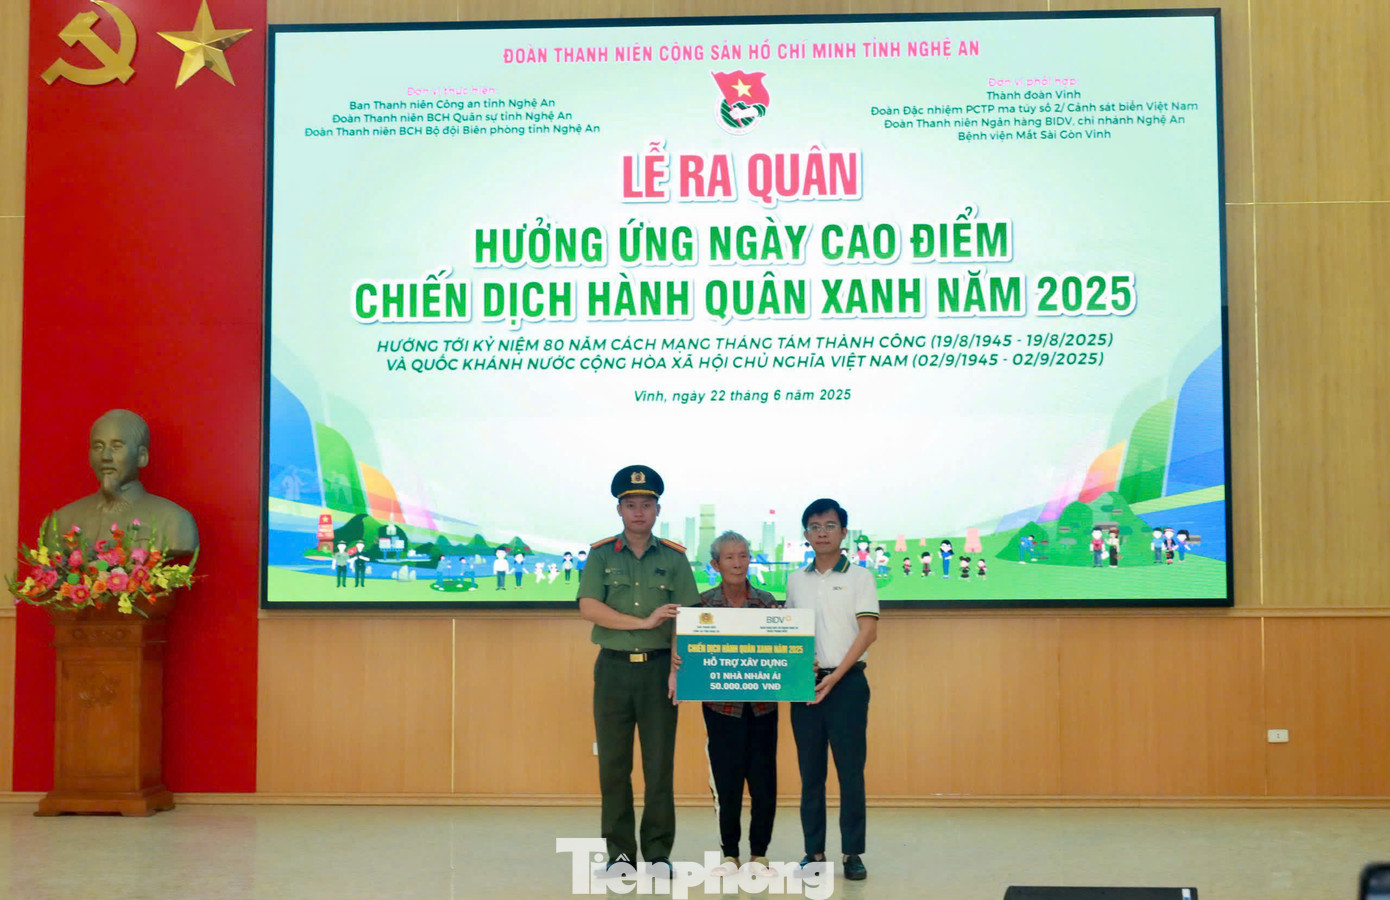 ĐOÀN THANH NIÊN CỘNG SẢN HỒ CHÍ MINH TỈNH NGHỆ AN
Đơn vị thực hiện
Ban Thanh niên Công an tỉnh Nghệ An
Đoàn Thanh niên BCH Quân sự tỉnh Nghệ An
Đoàn Thanh niên BCH Bộ đội Biên phòng tỉnh Nghệ An
Đơn vị phối hợp
Thành đoàn Vinh
Đoàn Đặc nhiệm PCTP ma túy số 2/ Cảnh sát biển Việt Nam
Đoàn Thanh niên Ngân hàng BIDV, chi nhánh Nghệ An
Bệnh viện Mắt Sài Gòn Vinh
LỄ RA QUÂN
HƯỞNG ỨNG NGÀY CAO ĐIỂM
CHIẾN DỊCH HÀNH QUÂN XANH NĂM 2025
HƯỚNG TỚI KỶ NIỆM 80 NĂM CÁCH MẠNG THÁNG TÁM THÀNH CÔNG (19/8/1945 - 19/8/2025)
VÀ QUỐC KHÁNH NƯỚC CỘNG HÒA XÃ HỘI CHỦ NGHĨA VIỆT NAM (02/9/1945 - 02/9/2025)
Vinh, ngày 22 tháng 6 năm 2025
BIDV
CHIẾN DỊCH HÀNH QUÂN XANH NĂM 2025
HỖ TRỢ XÂY DỰNG
01 NHÀ NHÂN ÁI
50.000.000 VNĐ
Tiênphong